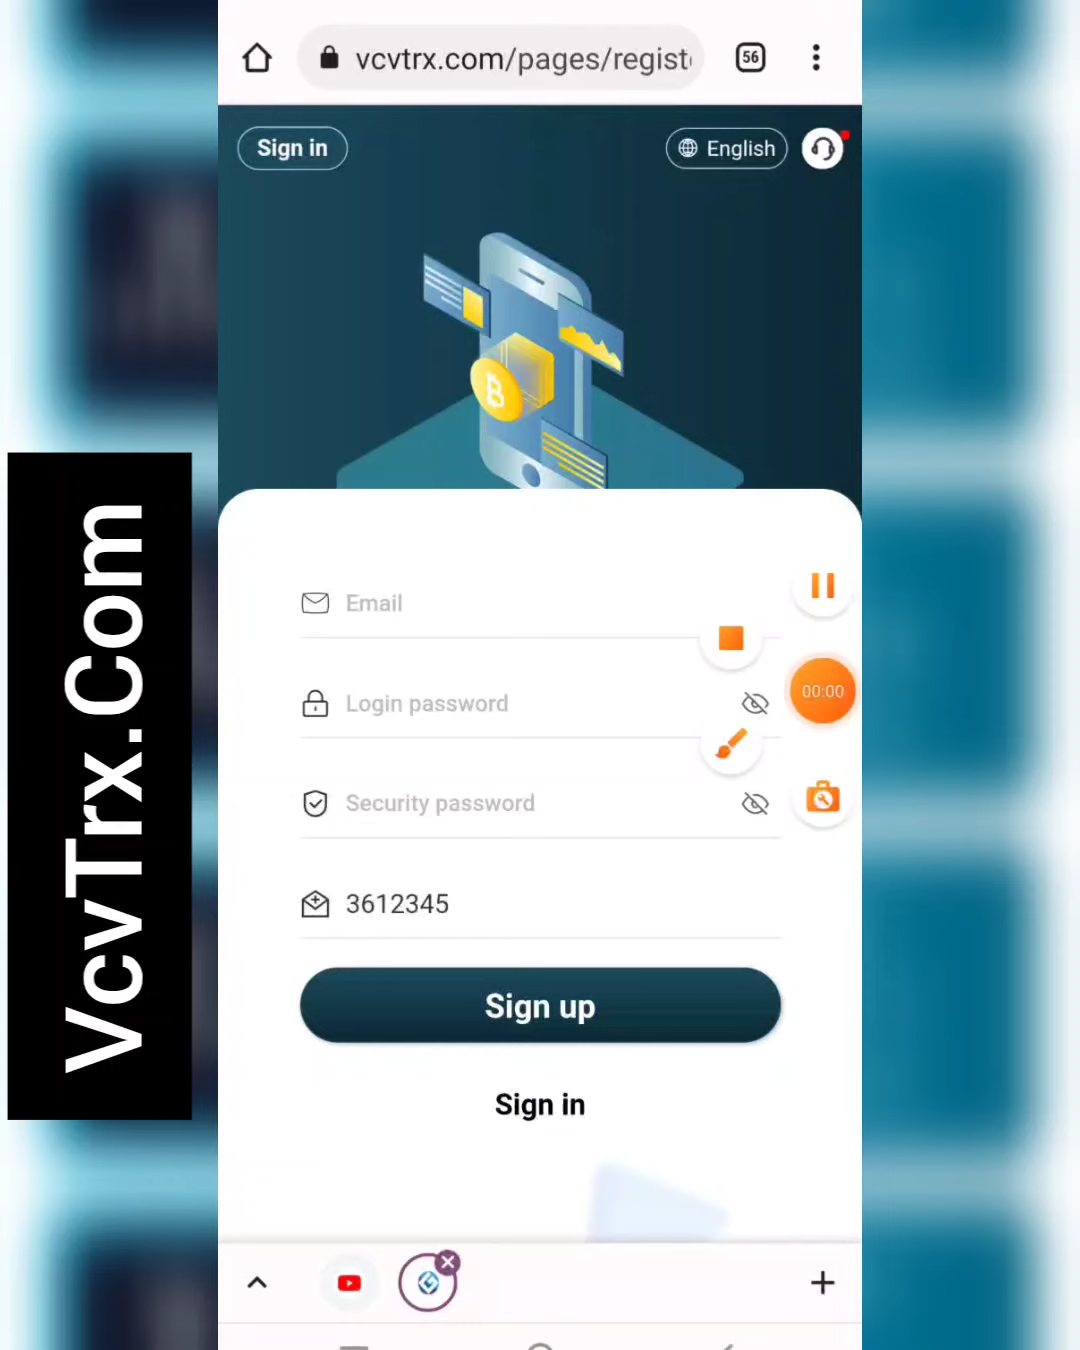 56
vcvtrx.com/pages/regist
Sign in
English
Email
00:00
Login password
Security password
3612345
Sign up
Sign in
VcvTrx.Com